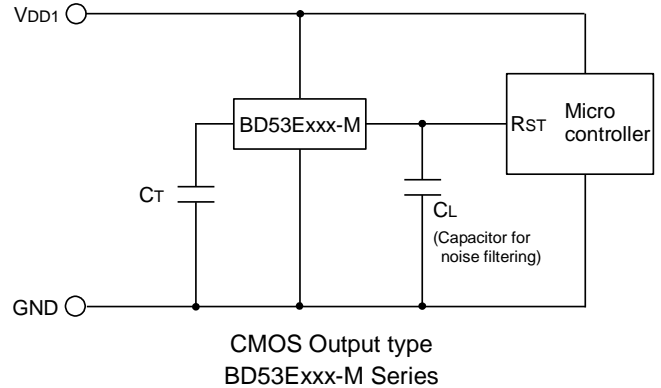 VDD1
BD53Exxx-M
RST
Micro
controller
CT
CL
(Capacitor for
noise filtering)
GND
CMOS Output type
BD53Exxx-M Series